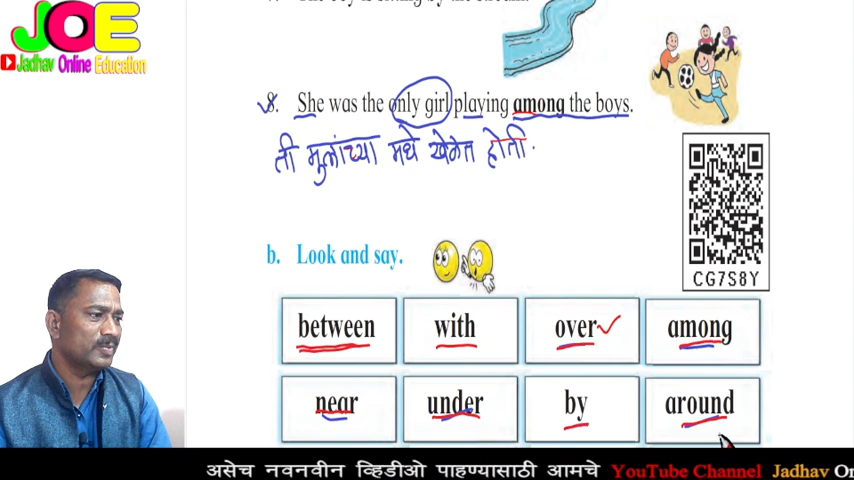 JOE
Jadhav Online Education
8. She was the only girl playing among the boys.
ती मुलांच्या मधे खेळत होती.
CG7S8Y
b. Look and say.
between with over among
near under by around
असेच नवनवीन व्हिडीओ पाहण्यासाठी आमचे YouTube Channel Jadhav On